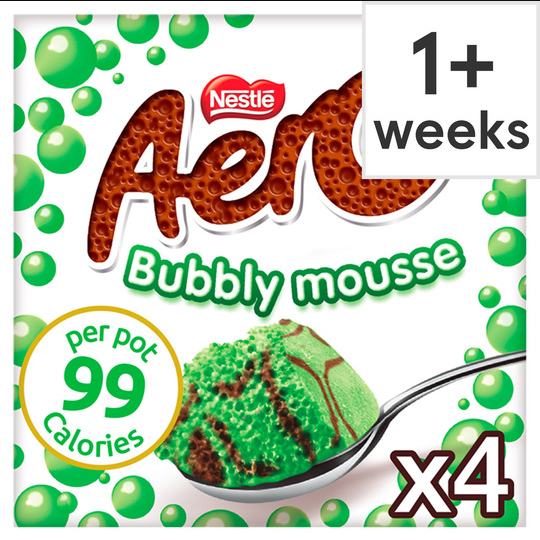 1+
weeks
Nestlé
Aero
Bubbly mousse
per pot
99
Calories
x4